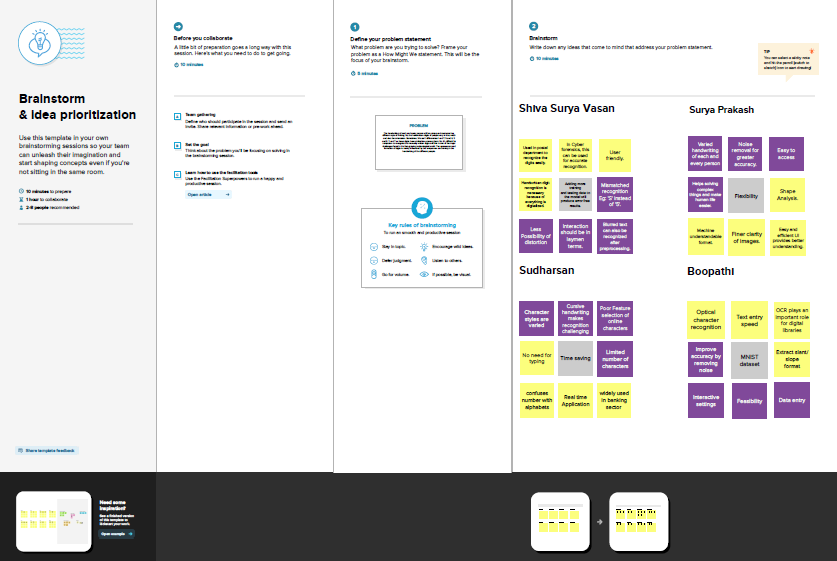 Brainstorm
& idea prioritization
Use this template in your own
brainstorming sessions so your team
can unleash their imagination and
start shaping concepts even if you're
not sitting in the same room.
10 minutes to prepare
1 hour to collaborate
2-8 people recommended
Share template feedback
Need some
inspiration?
See a finished version
of this template to
kickstart your work.
Open example
Before you collaborate
A little bit of preparation goes a long way with this
session. Here's what you need to do to get going.
10 minutes
A
Team gathering
Define who should participate in the session and send an
invite. Share relevant information or pre-work ahead.
B
Set the goal
Think about the problem you'll be focusing on solving in
the brainstorming session.
C
Learn how to use the facilitation tools
Use the Facilitation Superpowers to run a happy and
productive session.
Open article
1
Define your problem statement
What problem are you trying to solve? Frame your
problem as a How Might We statement. This will be the
focus of your brainstorm.
5 minutes
PROBLEM
Key rules of brainstorming
To run an smooth and productive session
Stay in topic.
Encourage wild ideas.
Defer judgment.
Listen to others.
Go for volume.
If possible, be visual.
2
Brainstorm
Write down any ideas that come to mind that address your problem statement.
10 minutes
TIP
You can select a sticky note
and hit the pencil [switch to
sketch] icon to start drawing!
Shiva Surya Vasan
Used in postal
department to
recognize the
digits easily.
In Cyber
forensics, this
can be used
for accurate
recognition.
User
friendly.
Handwritten digit
recognition is
necessary
because of
everything is
digitalized.
Adding more
training
and testing data to
the model will
produce error-free
results.
Mismatched
recognition
Eg: 'S' instead
of '5'.
Less
Possibility of
distortion
Interaction
should be in
laymen
terms.
Blurred text
can also be
recognized
after
preprocessing.
Surya Prakash
Varied
handwriting
of each and
every person
Noise
removal for
greater
accuracy.
Easy to
access
Helps solving
complex
things and make
human life
easier.
Flexibility
Shape
Analysis.
Machine
understandable
format.
Finer clarity
of images.
Easy and
efficient UI
provides better
understanding.
Sudharsan
Character
styles are
varied
Cursive
handwriting
makes
recognition
challenging
Poor Feature
selection of
online
characters
No need for
typing
Time saving
Limited
number of
characters
confuses
number with
alphabets
Real time
Application
widely used
in banking
sector
Boopathi
Optical
character
recognition
Text entry
speed
OCR plays an
important role
for digital
libraries
Improve
accuracy by
removing
noise
MNIST
dataset
Extract slant/
slope
format
Interactive
settings
Feasibility
Data entry